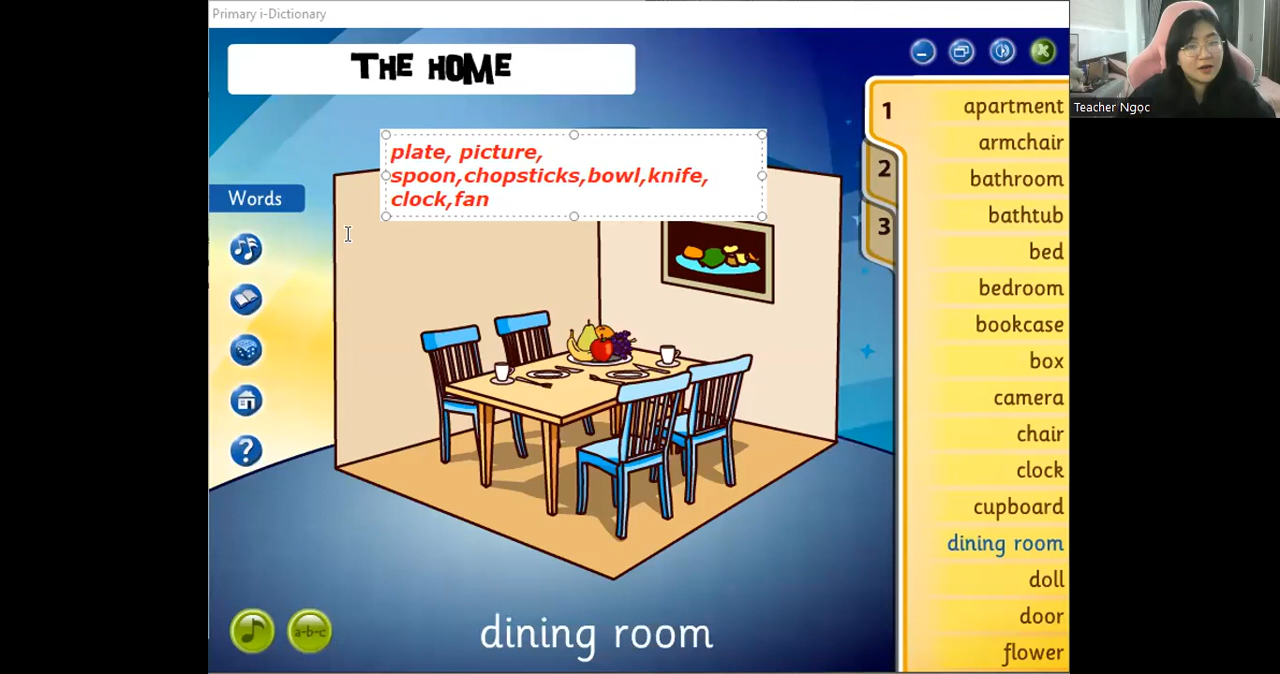 Primary i-Dictionary
THE HOME
plate, picture,
spoon,chopsticks,bowl,knife,
clock,fan
Words
a-b-c
dining room
1
2
3
apartment
armchair
bathroom
bathtub
bed
bedroom
bookcase
box
camera
chair
clock
cupboard
dining room
doll
door
flower
Teacher Ngọc